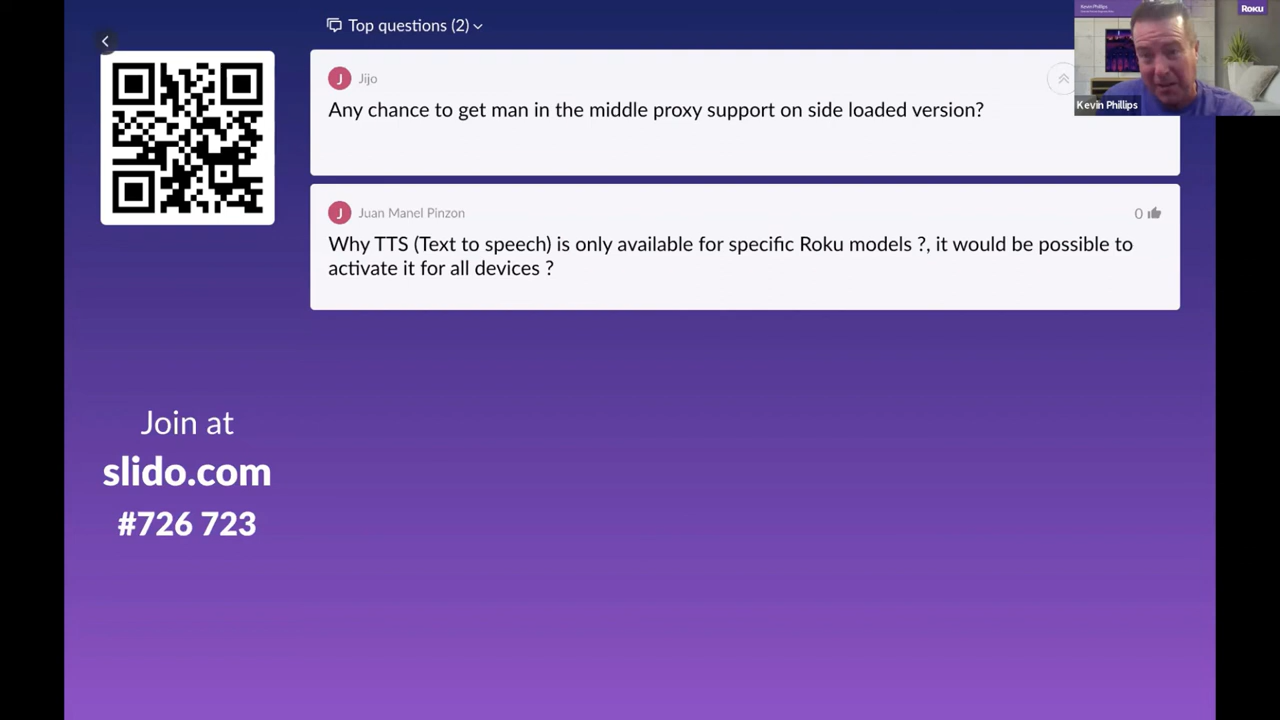 Top questions (2)
Kevin Phillips
Roku
J
Jijo
Any chance to get man in the middle proxy support on side loaded version?
Kevin Phillips
J
Juan Manel Pinzon
0
Why TTS (Text to speech) is only available for specific Roku models ?, it would be possible to
activate it for all devices ?
Join at
slido.com
#726 723